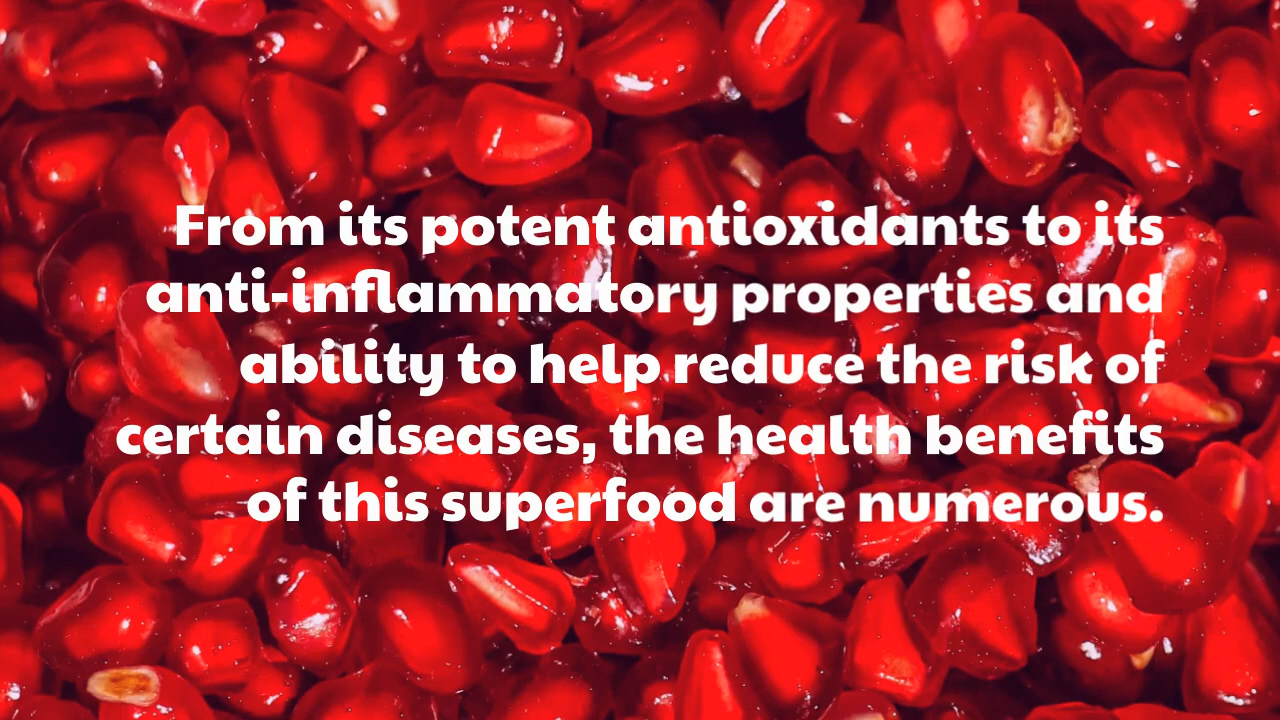 From its potent antioxidants to its
anti-inflammatory properties and
ability to help reduce the risk of
certain diseases, the health benefits
of this superfood are numerous.